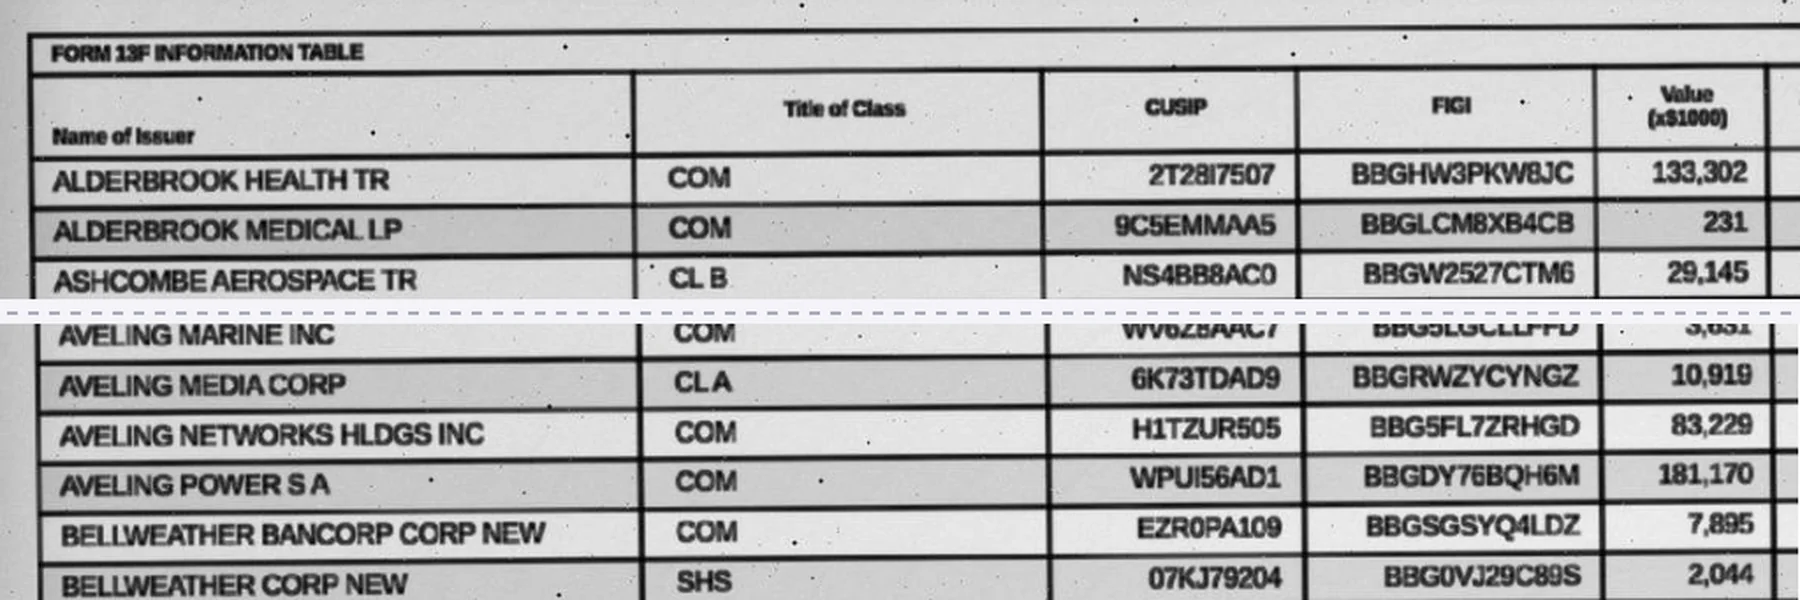 FORM 13F INFORMATION TABLE
Name of Issuer Title of Class CUSIP FIGI Value (x$1000)
ALDERBROOK HEALTH TR COM 2T28I7507 BBGHW3PKW8JC 133,302
ALDERBROOK MEDICAL LP COM 9C5EMMAA5 BBGLCM8XB4CB 231
ASHCOMBE AEROSPACE TR CL B NS4BB8AC0 BBGW2527CTM6 29,145
AVELING MARINE INC COM
AVELING MEDIA CORP CL A 6K73TDAD9 BBGRWZYCYNGZ 10,919
AVELING NETWORKS HLDGS INC COM H1TZUR505 BBG5FL7ZRHGD 83,229
AVELING POWER S A COM WPUI56AD1 BBGDY76BQH6M 181,170
BELLWEATHER BANCORP CORP NEW COM EZR0PA109 BBGSGSYQ4LDZ 7,895
BELLWEATHER CORP NEW SHS 07KJ79204 BBG0VJ29C89S 2,044